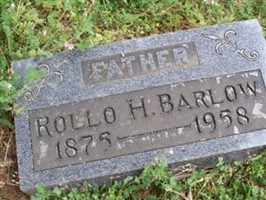 FATHER
ROLLO H. BARLOW
1875 — 1958